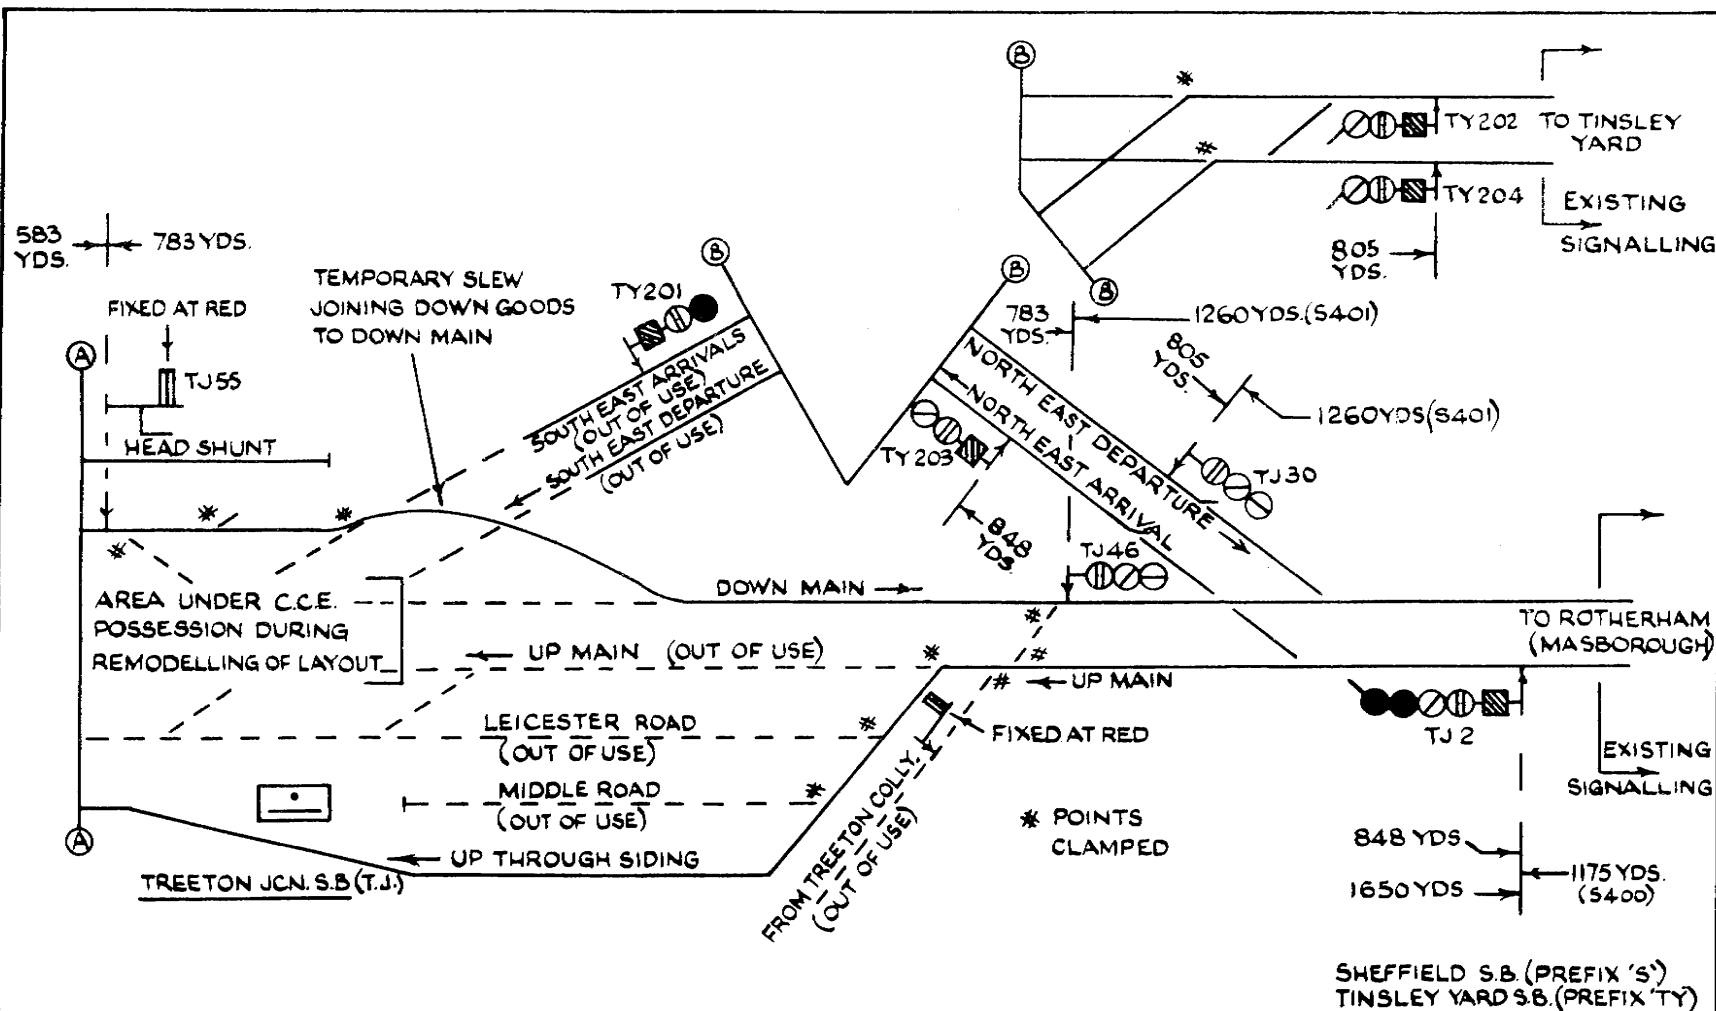 B
TY202
TO TINSLEY
YARD
TY204
EXISTING
SIGNALLING
805
YDS.
B
583
YDS.
783 YDS.
FIXED AT RED
TJ55
A
HEAD SHUNT
TEMPORARY SLEW
JOINING DOWN GOODS
TO DOWN MAIN
TY201
B
SOUTH EAST ARRIVALS
(OUT OF USE)
SOUTH EAST DEPARTURE
(OUT OF USE)
B
783
YDS.
1260 YDS.(S401)
805
YDS.
1260YDS(S401)
NORTH EAST DEPARTURE
NORTH EAST ARRIVAL
TY203
TJ30
848
YDS.
TJ46
DOWN MAIN
AREA UNDER C.C.E.
POSSESSION DURING
REMODELLING OF LAYOUT
UP MAIN (OUT OF USE)
TO ROTHERHAM
(MASBOROUGH)
UP MAIN
LEICESTER ROAD
(OUT OF USE)
FIXED AT RED
TJ2
EXISTING
SIGNALLING
MIDDLE ROAD
(OUT OF USE)
* POINTS
CLAMPED
A
UP THROUGH SIDING
TREETON JCN. S.B (T.J.)
FROM TREETON COLLY.
(OUT OF USE)
848 YDS
1650 YDS
1175 YDS.
(S400)
SHEFFIELD S.B. (PREFIX 'S')
TINSLEY YARD S.B. (PREFIX 'TY')